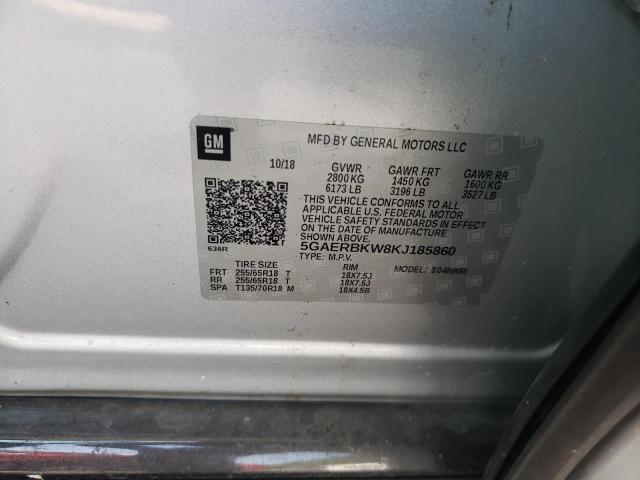 GM
MFD BY GENERAL MOTORS LLC
10/18 GVWR GAWR FRT GAWR RR
2800 KG 1450 KG 1600 KG
6173 LB 3196 LB 3527 LB
THIS VEHICLE CONFORMS TO ALL
APPLICABLE U.S. FEDERAL MOTOR
VEHICLE SAFETY STANDARDS IN EFFECT
ON THE DATE OF MANUFACTURE
SHOWN ABOVE.
636R
5GAERBKW8KJ185860
TYPE: M.P.V. MODEL: 804NB56
TIRE SIZE RIM
FRT 255/65R18 T 18X7.5J
RR 255/65R18 T 18X7.5J
SPA T135/70R18 M 18X4.5B